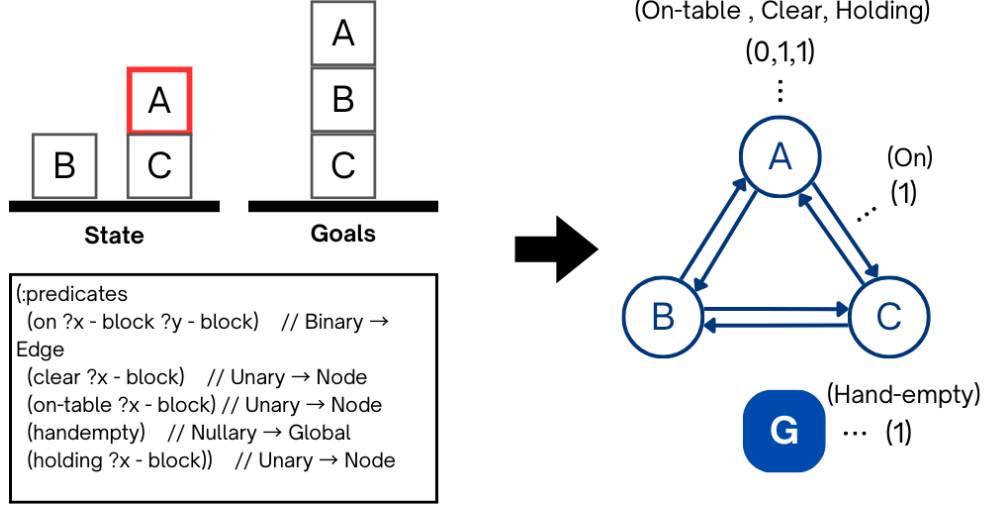 A
B
C
State
A
B
C
Goals
(:predicates
(on ?x - block ?y - block) // Binary →
Edge
(clear ?x - block) // Unary → Node
(on-table ?x - block) // Unary → Node
(handempty) // Nullary → Global
(holding ?x - block)) // Unary → Node
(On-table , Clear, Holding)
(0,1,1)
A
(On)
(1)
B
C
(Hand-empty)
G
(1)